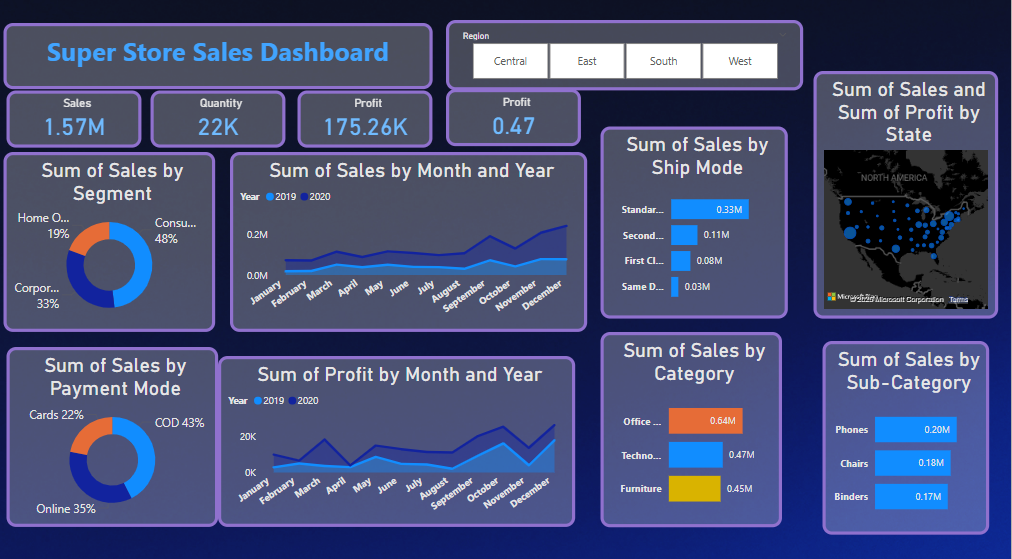 Super Store Sales Dashboard
Region
Central East South West
Sales
1.57M
Quantity
22K
Profit
175.26K
Profit
0.47
Sum of Sales by
Segment
Home O...
19%
Consu...
48%
Corpor...
33%
Sum of Sales by Month and Year
Year 2019 2020
0.2M
0.0M
January February March April May June July August September October November December
Sum of Sales by
Ship Mode
Standar... 0.33M
Second... 0.11M
First Cl... 0.08M
Same D... 0.03M
Sum of Sales and
Sum of Profit by
State
NORTH AMERICA
Microsoft Corporation Terms
Sum of Sales by
Payment Mode
Cards 22%
COD 43%
Online 35%
Sum of Profit by Month and Year
Year 2019 2020
20K
0K
January February March April May June July August September October November December
Sum of Sales by
Category
Office ... 0.64M
Techno... 0.47M
Furniture 0.45M
Sum of Sales by
Sub-Category
Phones 0.20M
Chairs 0.18M
Binders 0.17M